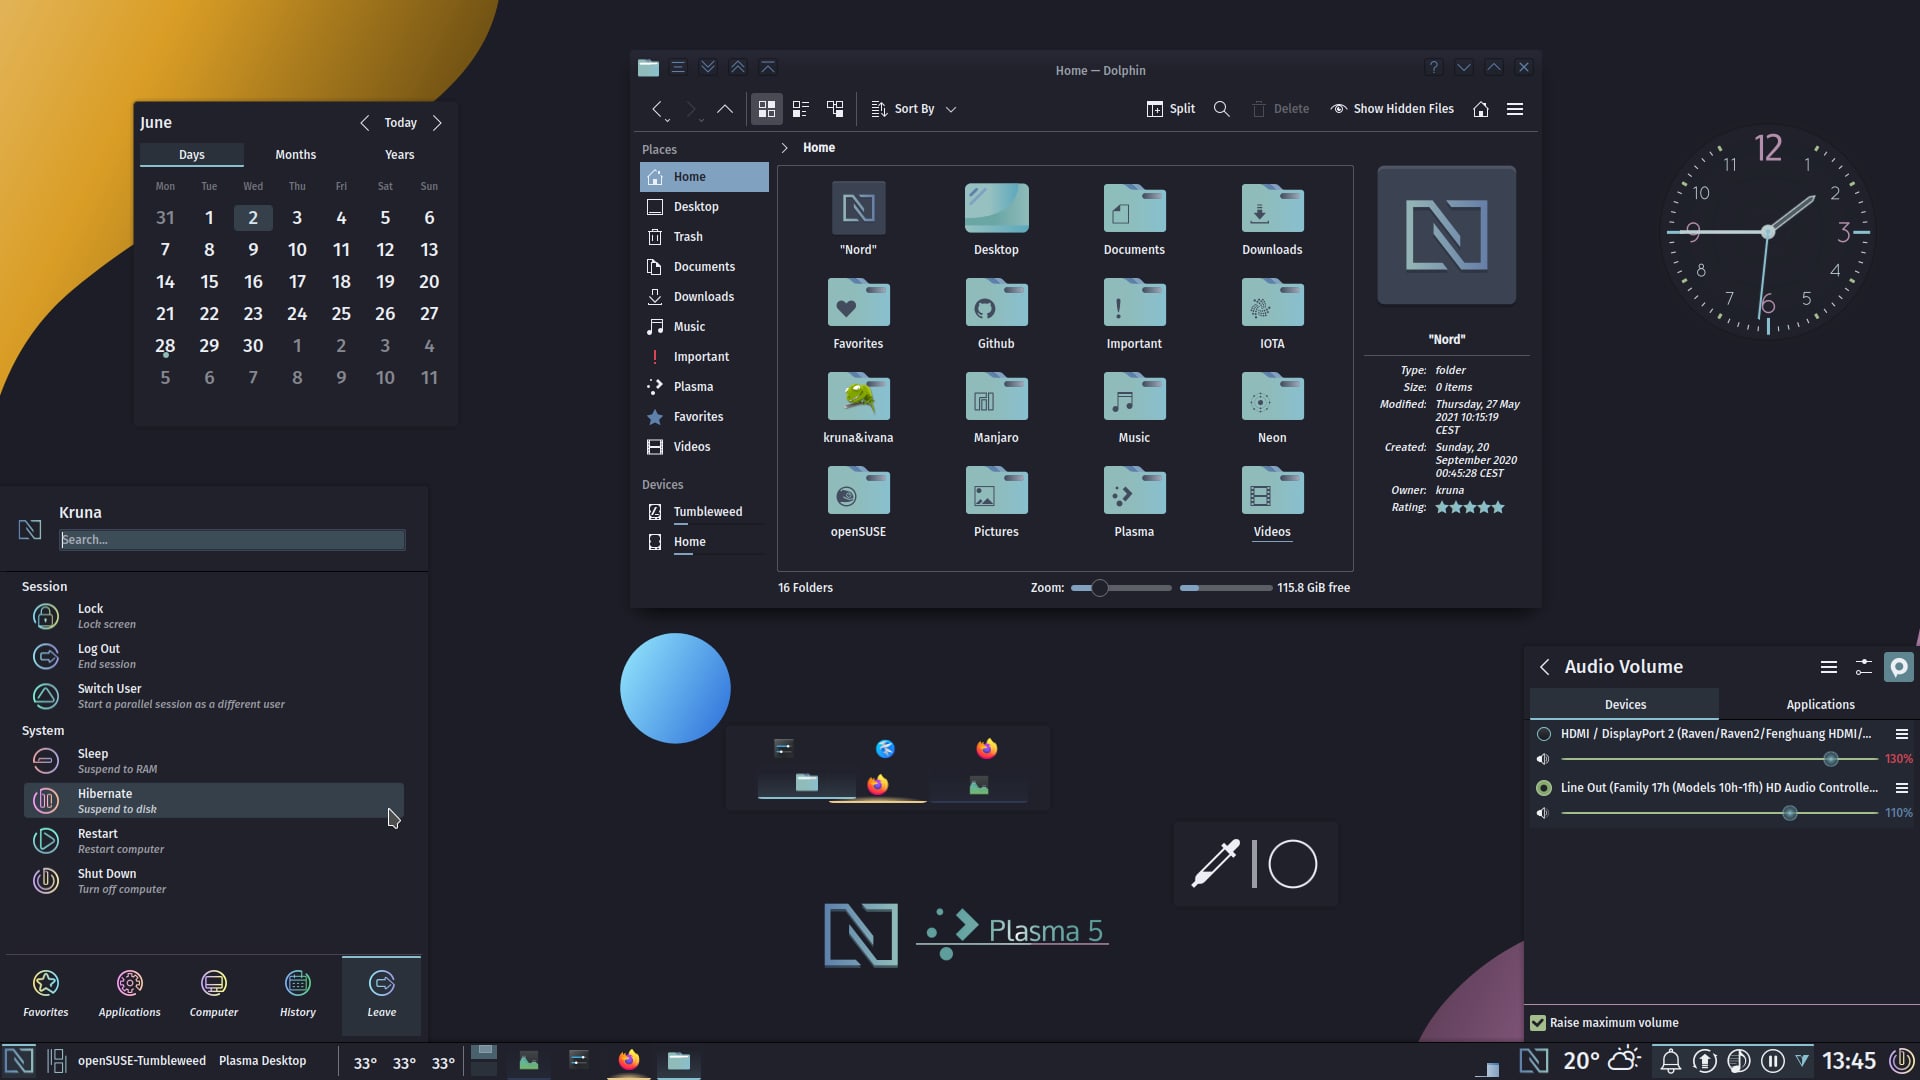 June
Today
Days Months Years
Mon Tue Wed Thu Fri Sat Sun
31 1 2 3 4 5 6
7 8 9 10 11 12 13
14 15 16 17 18 19 20
21 22 23 24 25 26 27
28 29 30 1 2 3 4
5 6 7 8 9 10 11
Home — Dolphin
Sort By
Split
Delete
Show Hidden Files
Places
Home
Desktop
Trash
Documents
Downloads
Music
Important
Plasma
Favorites
Videos
Devices
Tumbleweed
Home
Home
"Nord" Desktop Documents Downloads
Favorites Github Important IOTA
kruna&ivana Manjaro Music Neon
openSUSE Pictures Plasma Videos
16 Folders
Zoom:
115.8 GiB free
"Nord"
Type: folder
Size: 0 items
Modified: Thursday, 27 May
2021 10:15:19
CEST
Created: Sunday, 20
September 2020
00:45:28 CEST
Owner: kruna
Rating:
12
1
2
3
4
5
6
7
8
9
10
11
Kruna
Search...
Session
Lock
Lock screen
Log Out
End session
Switch User
Start a parallel session as a different user
System
Sleep
Suspend to RAM
Hibernate
Suspend to disk
Restart
Restart computer
Shut Down
Turn off computer
Favorites Applications Computer History Leave
Plasma 5
Audio Volume
Devices Applications
HDMI / DisplayPort 2 (Raven/Raven2/Fenghuang HDMI/...
130%
Line Out (Family 17h (Models 10h-1fh) HD Audio Controlle...
110%
Raise maximum volume
openSUSE-Tumbleweed Plasma Desktop
33° 33° 33°
20°
13:45